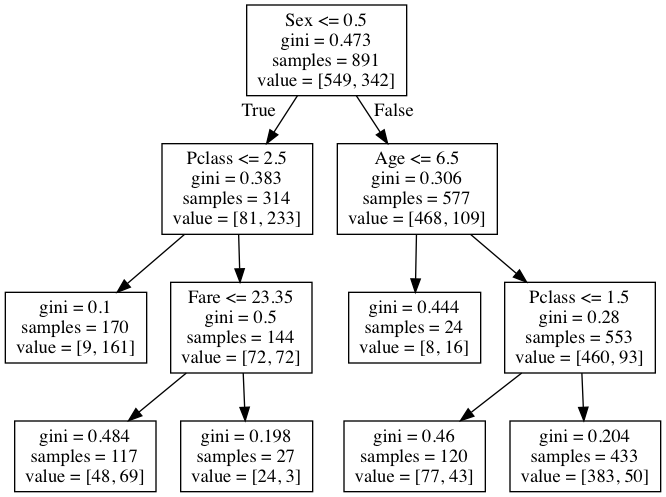 Sex <= 0.5
gini = 0.473
samples = 891
value = [549, 342]
True
False
Pclass <= 2.5
gini = 0.383
samples = 314
value = [81, 233]
Age <= 6.5
gini = 0.306
samples = 577
value = [468, 109]
gini = 0.1
samples = 170
value = [9, 161]
Fare <= 23.35
gini = 0.5
samples = 144
value = [72, 72]
gini = 0.444
samples = 24
value = [8, 16]
Pclass <= 1.5
gini = 0.28
samples = 553
value = [460, 93]
gini = 0.484
samples = 117
value = [48, 69]
gini = 0.198
samples = 27
value = [24, 3]
gini = 0.46
samples = 120
value = [77, 43]
gini = 0.204
samples = 433
value = [383, 50]